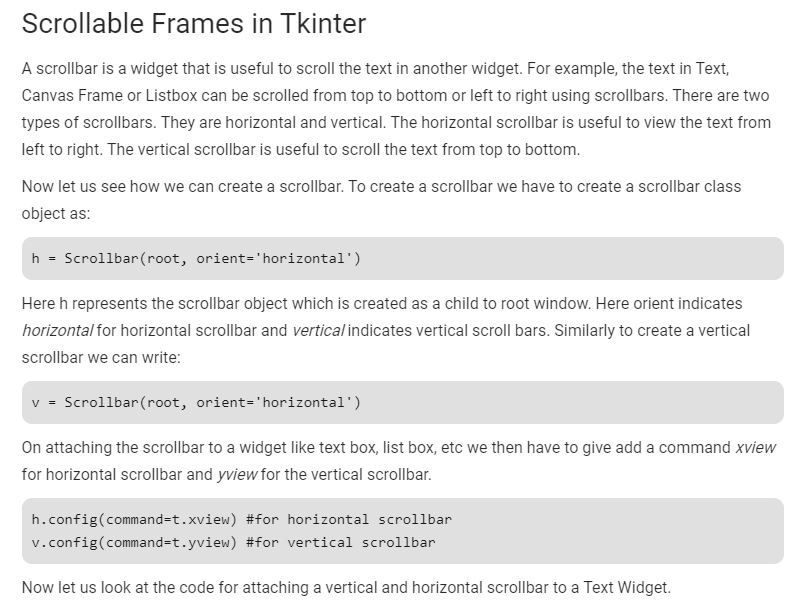 Scrollable Frames in Tkinter
A scrollbar is a widget that is useful to scroll the text in another widget. For example, the text in Text,
Canvas Frame or Listbox can be scrolled from top to bottom or left to right using scrollbars. There are two
types of scrollbars. They are horizontal and vertical. The horizontal scrollbar is useful to view the text from
left to right. The vertical scrollbar is useful to scroll the text from top to bottom.
Now let us see how we can create a scrollbar. To create a scrollbar we have to create a scrollbar class
object as:
h = Scrollbar(root, orient='horizontal')
Here h represents the scrollbar object which is created as a child to root window. Here orient indicates
horizontal for horizontal scrollbar and vertical indicates vertical scroll bars. Similarly to create a vertical
scrollbar we can write:
v = Scrollbar(root, orient='horizontal')
On attaching the scrollbar to a widget like text box, list box, etc we then have to give add a command xview
for horizontal scrollbar and yview for the vertical scrollbar.
h.config(command=t.xview) #for horizontal scrollbar
v.config(command=t.yview) #for vertical scrollbar
Now let us look at the code for attaching a vertical and horizontal scrollbar to a Text Widget.